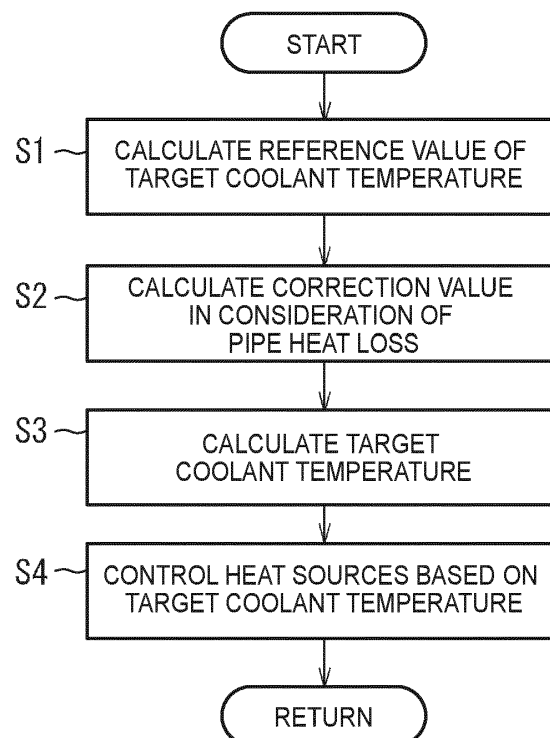 START
S1
CALCULATE REFERENCE VALUE OF
TARGET COOLANT TEMPERATURE
S2
CALCULATE CORRECTION VALUE
IN CONSIDERATION OF
PIPE HEAT LOSS
S3
CALCULATE TARGET
COOLANT TEMPERATURE
S4
CONTROL HEAT SOURCES BASED ON
TARGET COOLANT TEMPERATURE
RETURN